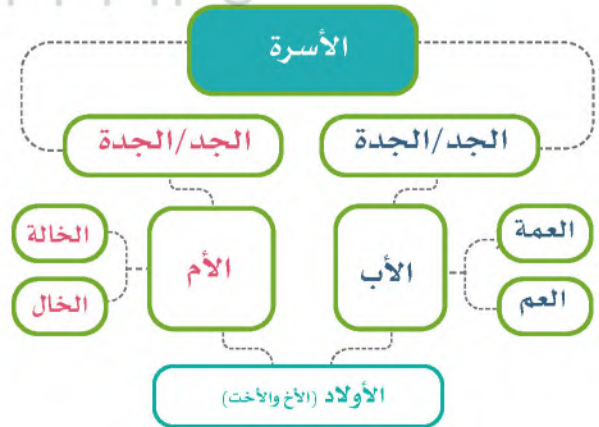 الأسرة
الجد/الجدة
الجد/الجدة
العمة
الأب
الأم
الخالة
العم
الخال
الأولاد (الأخ والأخت)